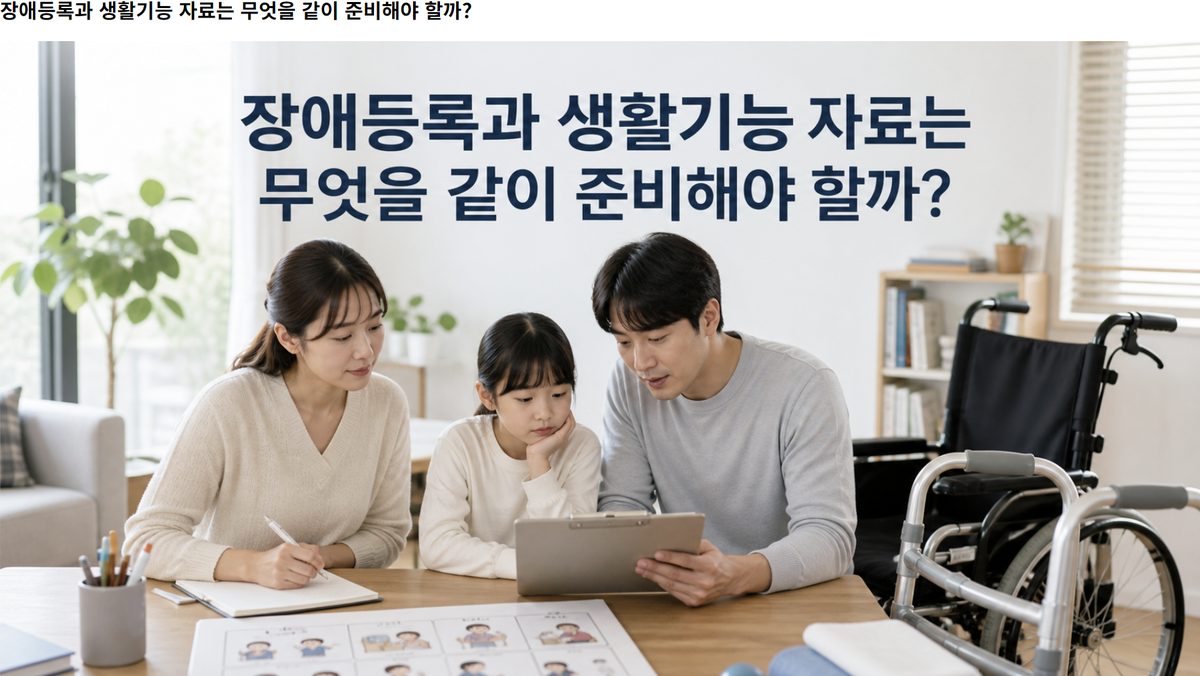 장애등록과 생활기능 자료는 무엇을 같이 준비해야 할까?
장애등록과 생활기능 자료는
무엇을 같이 준비해야 할까?